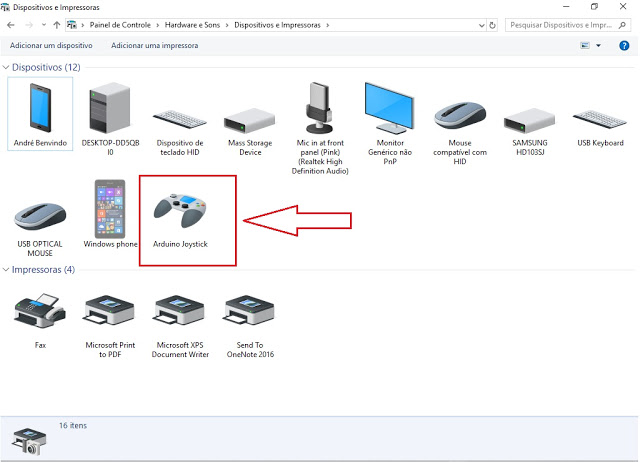 Dispositivos e Impressoras
Painel de Controle › Hardware e Sons › Dispositivos e Impressoras ›
Pesquisar Dispositivos e Impr...
Adicionar um dispositivo Adicionar uma impressora
?
Dispositivos (12)
André Benvindo
DESKTOP-DD5QB
I0
Dispositivo de
teclado HID
Mass Storage
Device
Mic in at front
panel (Pink)
(Realtek High
Definition Audio)
Monitor
Genérico não
PnP
Mouse
compatível com
HID
SAMSUNG
HD103SJ
USB Keyboard
USB OPTICAL
MOUSE
Windows phone
Arduino Joystick
Impressoras (4)
Fax
Microsoft Print
to PDF
Microsoft XPS
Document Writer
Send To
OneNote 2016
16 itens